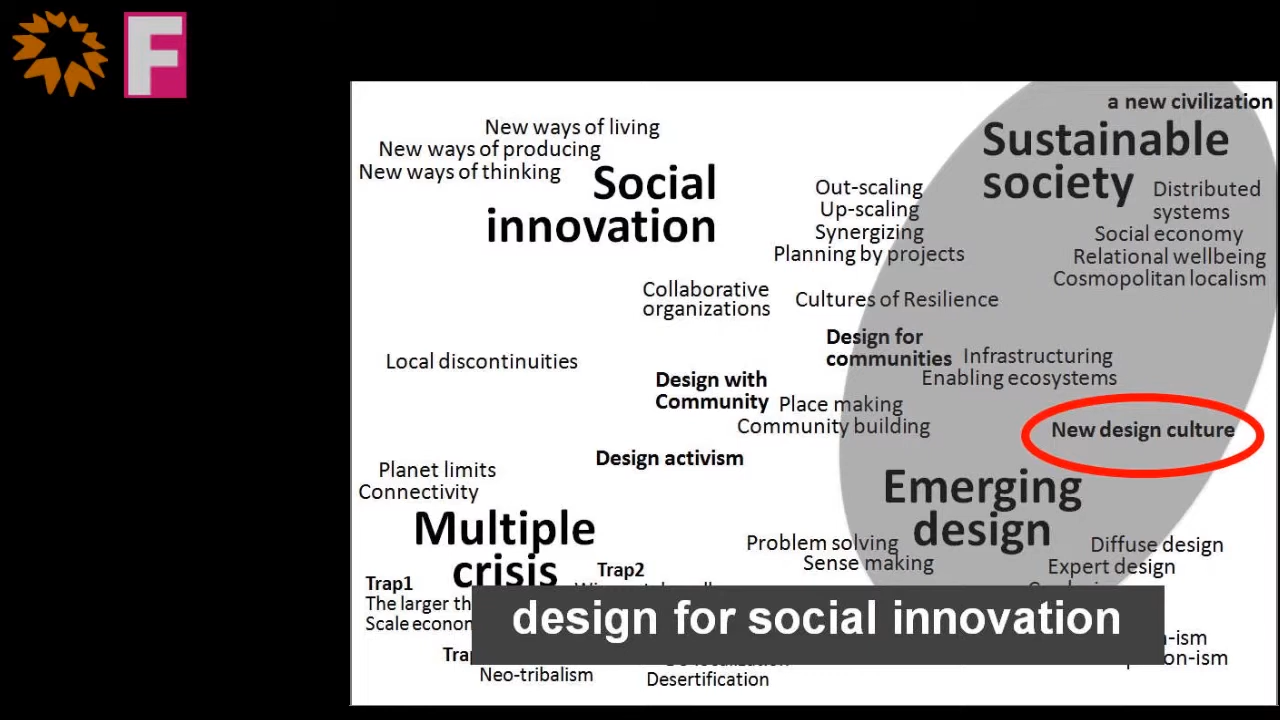 F
a new civilization
New ways of living
New ways of producing
New ways of thinking
Social
innovation
Sustainable
society
Out-scaling
Up-scaling
Synergizing
Planning by projects
Distributed
systems
Social economy
Relational wellbeing
Cosmopolitan localism
Collaborative
organizations
Cultures of Resilience
Design for
communities
Infrastructuring
Enabling ecosystems
Local discontinuities
Design with
Community
Place making
Community building
New design culture
Design activism
Planet limits
Connectivity
Multiple
crisis
Emerging
design
Problem solving
Sense making
Diffuse design
Expert design
Trap1
The larger
Scale
Trap2
design for social innovation
Neo-tribalism
Desertification